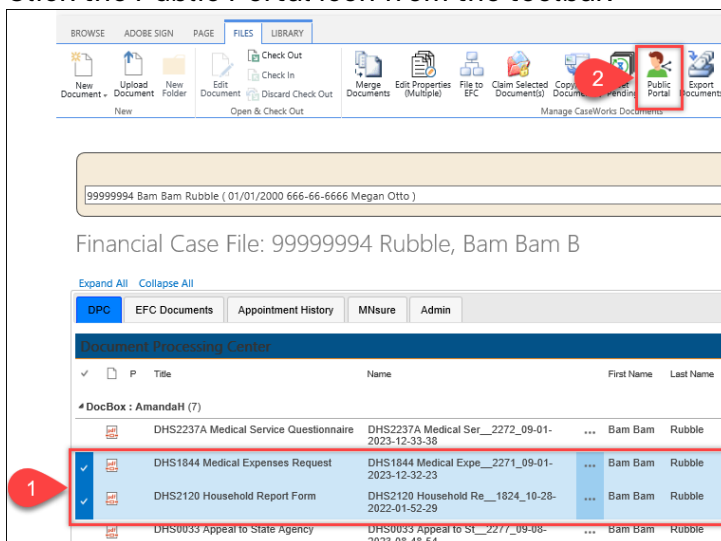 Click the Public Portal icon from the toolbar.
BROWSE ADOBE SIGN PAGE FILES LIBRARY
New Document
Upload Document
New Folder
New
Edit Document
Check Out
Check In
Discard Check Out
Open & Check Out
Merge Documents
Edit Properties (Multiple)
File to EFC
Claim Selected Document(s)
Pending
2
Public Portal
Export Documents
Manage CaseWorks Documents
99999994 Bam Bam Rubble ( 01/01/2000 666-66-6666 Megan Otto )
Financial Case File: 99999994 Rubble, Bam Bam B
Expand All Collapse All
DPC EFC Documents Appointment History MNsure Admin
Document Processing Center
P Title Name First Name Last Name
DocBox : AmandaH (7)
DHS2237A Medical Service Questionnaire DHS2237A Medical Ser__2272_09-01- ... Bam Bam Rubble
2023-12-33-38
DHS1844 Medical Expenses Request DHS1844 Medical Expe__2271_09-01- ... Bam Bam Rubble
2023-12-32-23
1
DHS2120 Household Report Form DHS2120 Household Re__1824_10-28- ... Bam Bam Rubble
2022-01-52-29
DHS0033 Appeal to State Agency DHS0033 Appeal to St__2277_09-08- ... Bam Bam Rubble
2023-08-48-54